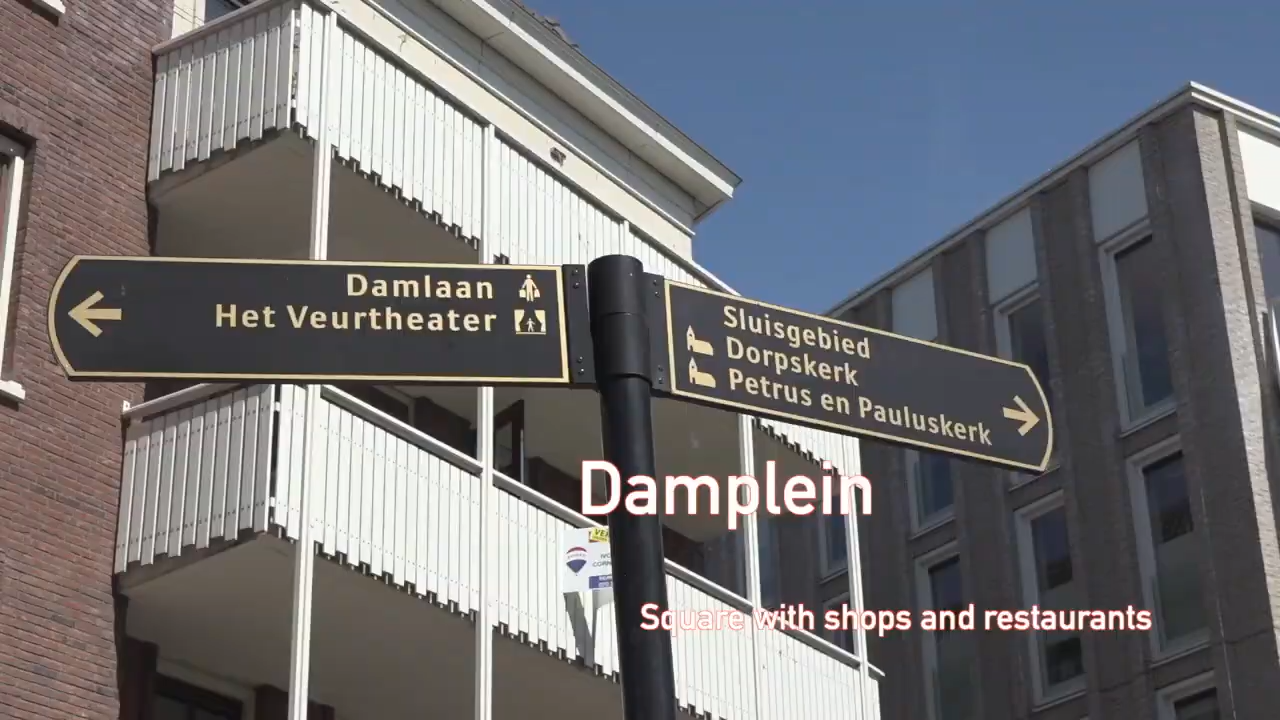 Damlaan
Het Veurtheater
Sluisgebied
Dorpskerk
Petrus en Pauluskerk
Damplein
Square with shops and restaurants